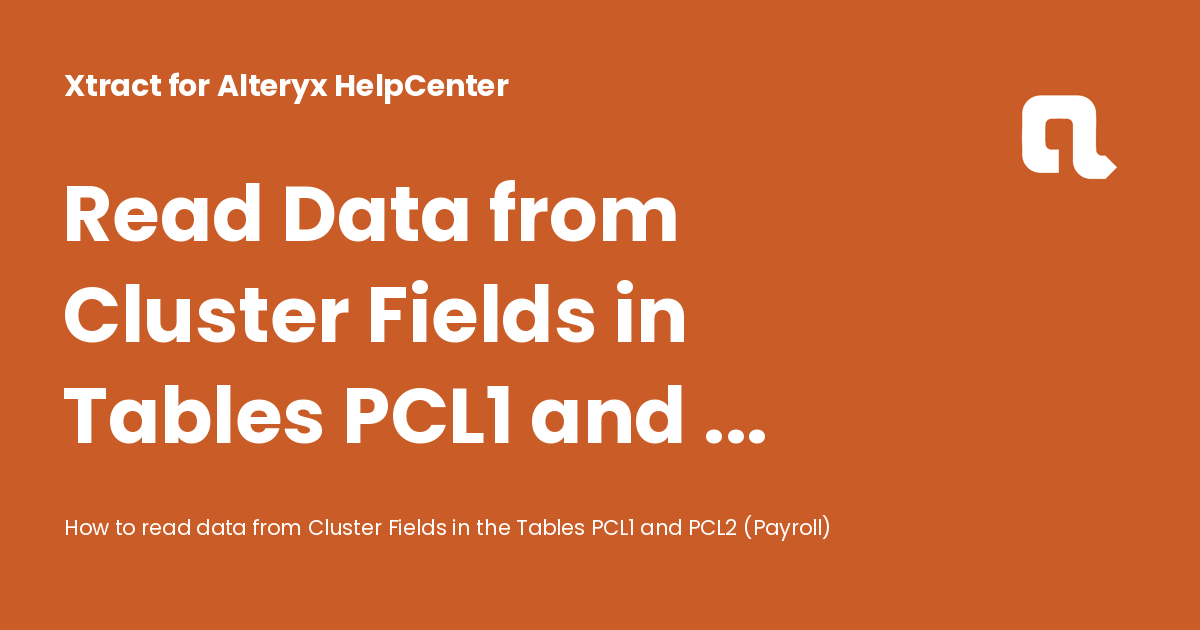 Xtract for Alteryx HelpCenter
Read Data from
Cluster Fields in
Tables PCL1 and ...
How to read data from Cluster Fields in the Tables PCL1 and PCL2 (Payroll)